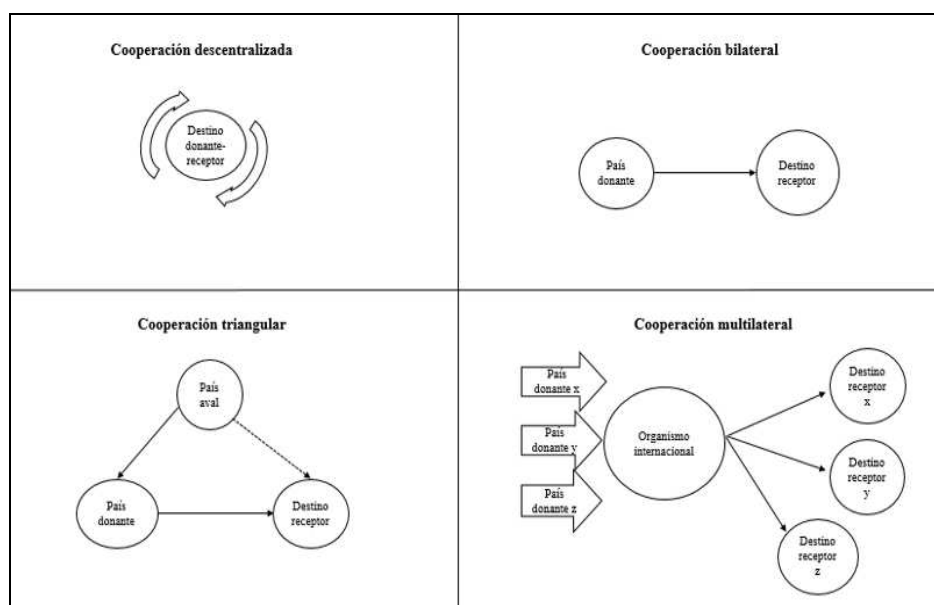 Cooperación descentralizada
Destino
donante-
receptor
Cooperación bilateral
País
donante
Destino
receptor
Cooperación triangular
País
aval
País
donante
Destino
receptor
Cooperación multilateral
País
donante x
País
donante y
País
donante z
Organismo
internacional
Destino
receptor
x
Destino
receptor
y
Destino
receptor
z